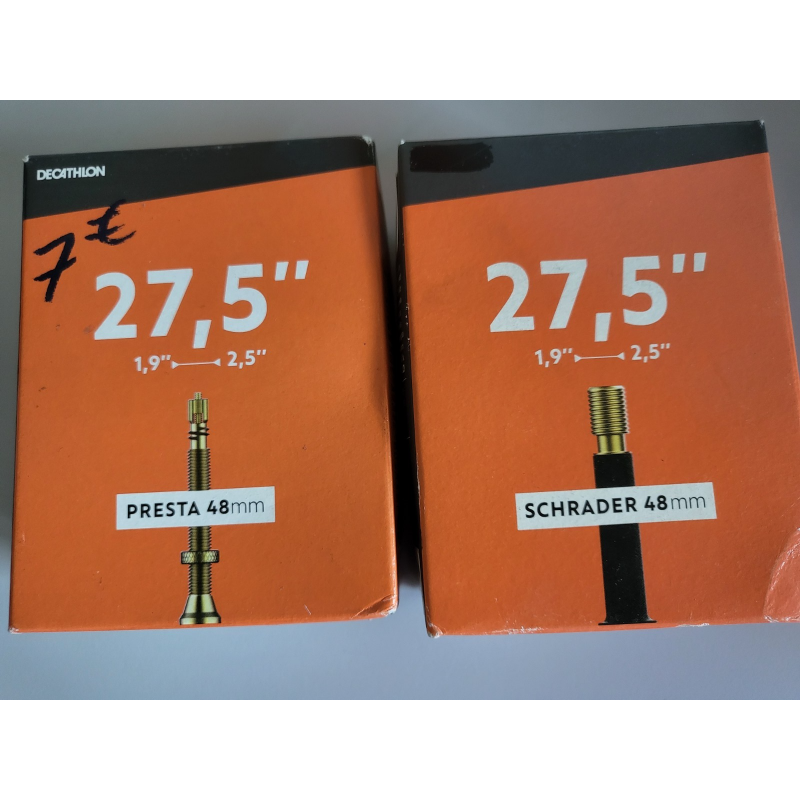 DECATHLON
7€
27,5"
1,9" 2,5"
PRESTA 48mm
27,5"
1,9" 2,5"
SCHRADER 48mm